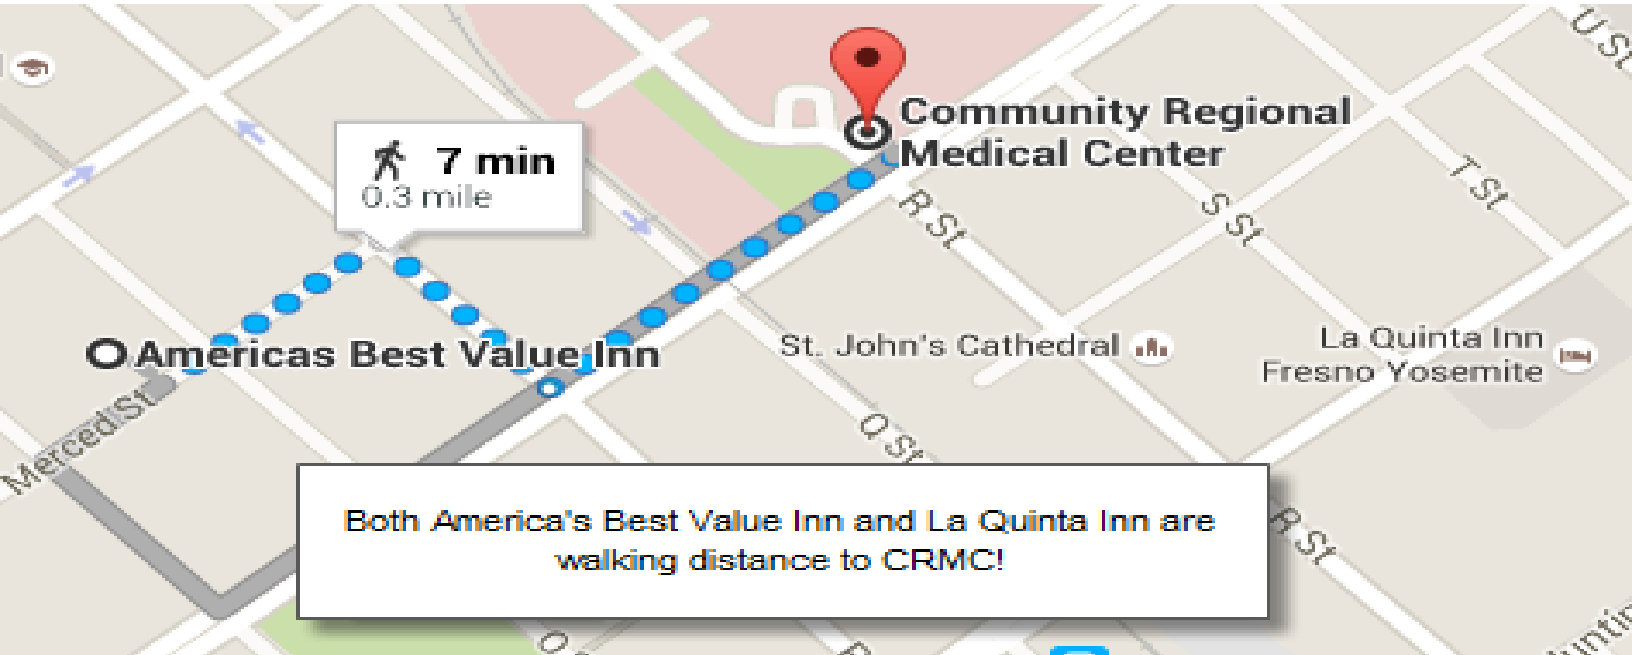 U St
Community Regional
Medical Center
7 min
0.3 mile
T St
S St
R St
Americas Best Value Inn
St. John's Cathedral
La Quinta Inn
Fresno Yosemite
Merced St
Q St
Both America's Best Value Inn and La Quinta Inn are
walking distance to CRMC!
R St